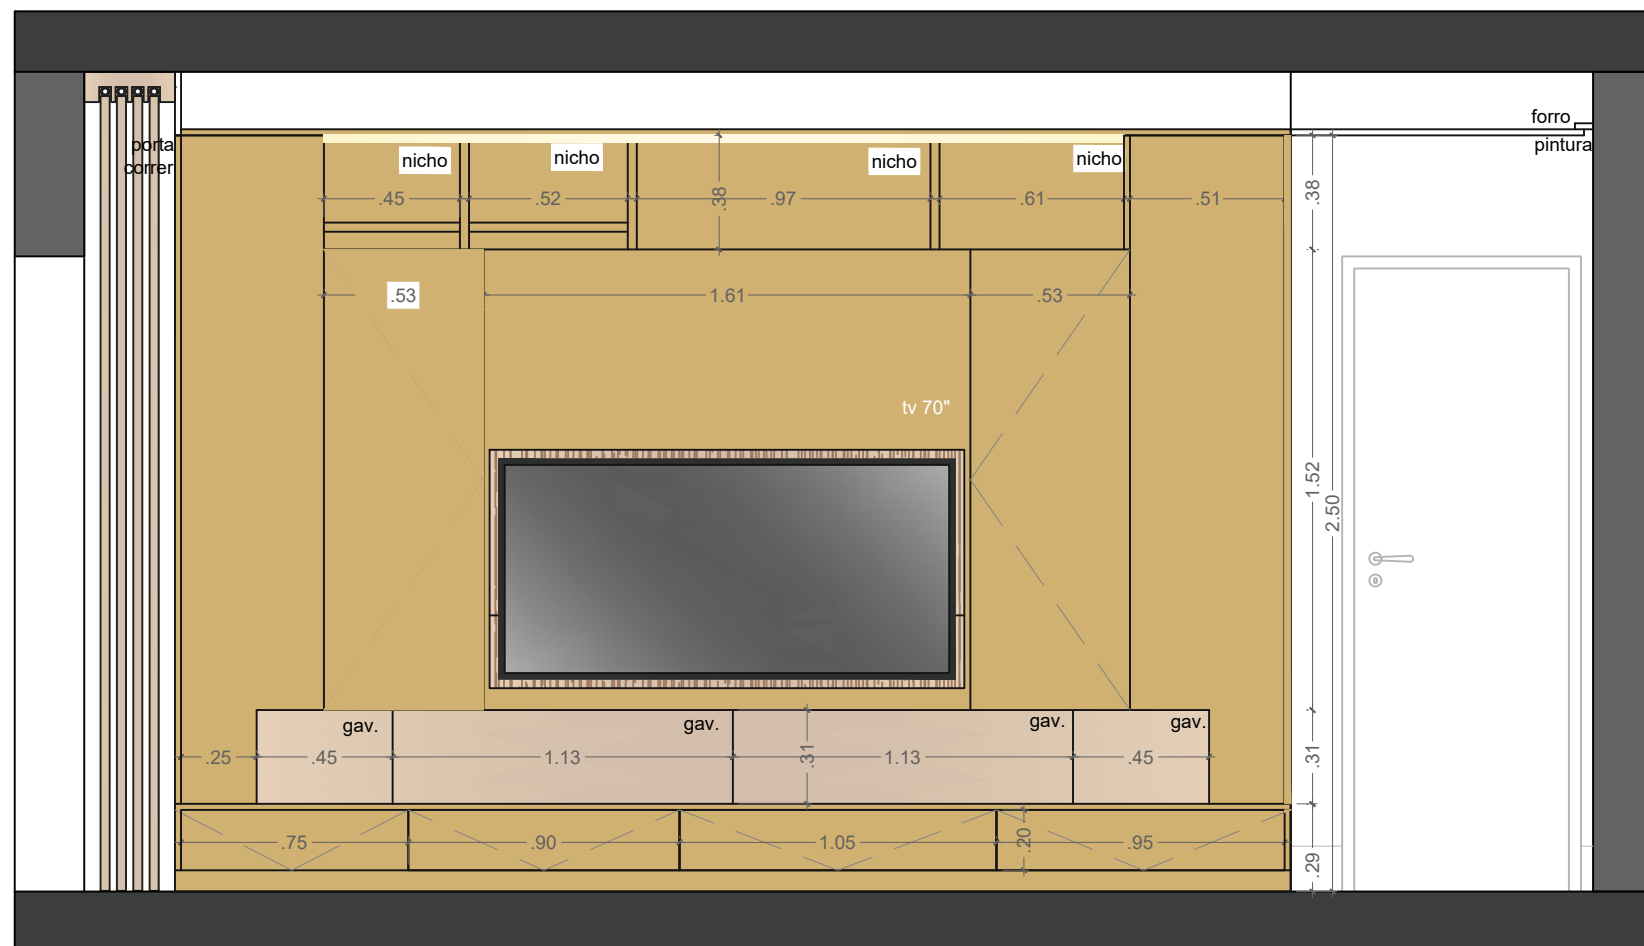 forro
porta
correr
pintura
nicho
nicho
nicho
nicho
.45
.52
.38
.97
.61
.51
.38
.53
1.61
.53
tv 70"
1.52
2.50
gav.
gav.
gav.
gav.
.25
.45
1.13
.31
1.13
.45
.31
.75
.90
1.05
.20
.95
.29